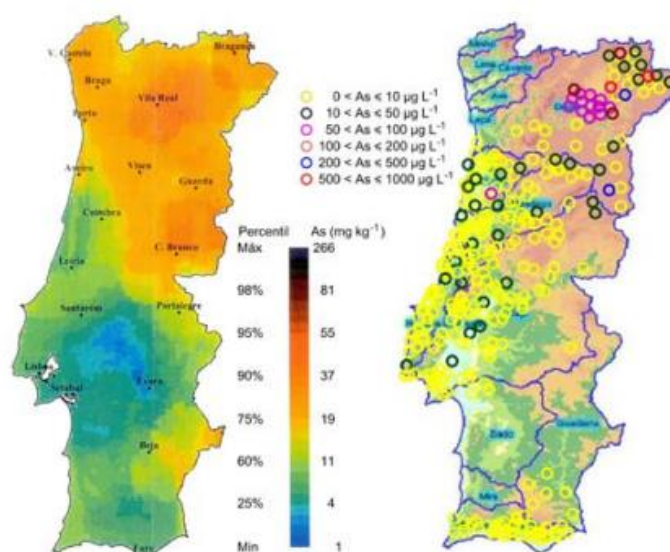 V. Castelo
Bragança
Braga
Vila Real
Porto
Aveiro
Viseu
Guarda
Coimbra
C. Branco
Leiria
Santarém
Portalegre
Lisboa
Setúbal
Évora
Beja
Faro
Percentil As (mg kg⁻¹)
Máx 266
98% 81
95% 55
90% 37
75% 19
60% 11
25% 4
Min 1
0 < As ≤ 10 µg L⁻¹
10 < As ≤ 50 µg L⁻¹
50 < As ≤ 100 µg L⁻¹
100 < As ≤ 200 µg L⁻¹
200 < As ≤ 500 µg L⁻¹
500 < As ≤ 1000 µg L⁻¹
Minho
Lima
Cávado
Ave
Leça
Sado
Guadiana
Mira